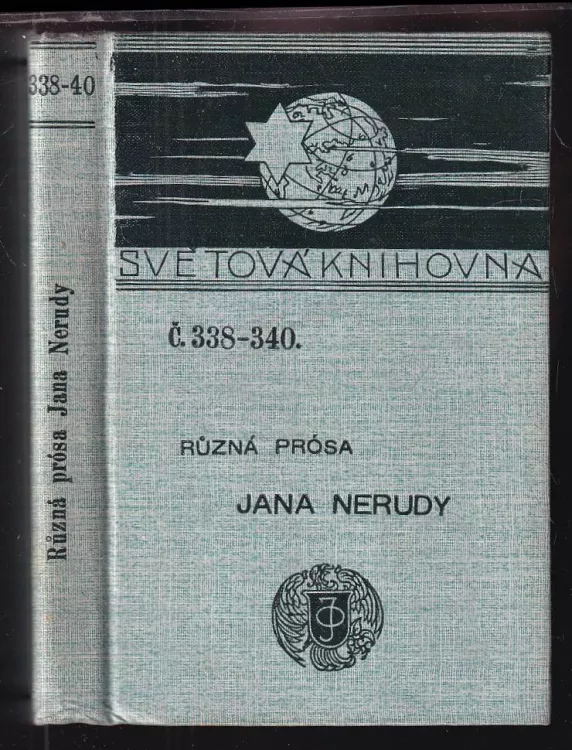 338-40
Různá prósa Jana Nerudy
SVĚTOVÁ KNIHOVNA
Č. 338-340.
RŮZNÁ PRÓSA
JANA NERUDY